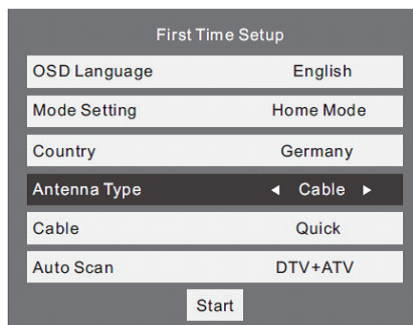 First Time Setup
OSD Language English
Mode Setting Home Mode
Country Germany
Antenna Type ◄ Cable ►
Cable Quick
Auto Scan DTV+ATV
Start